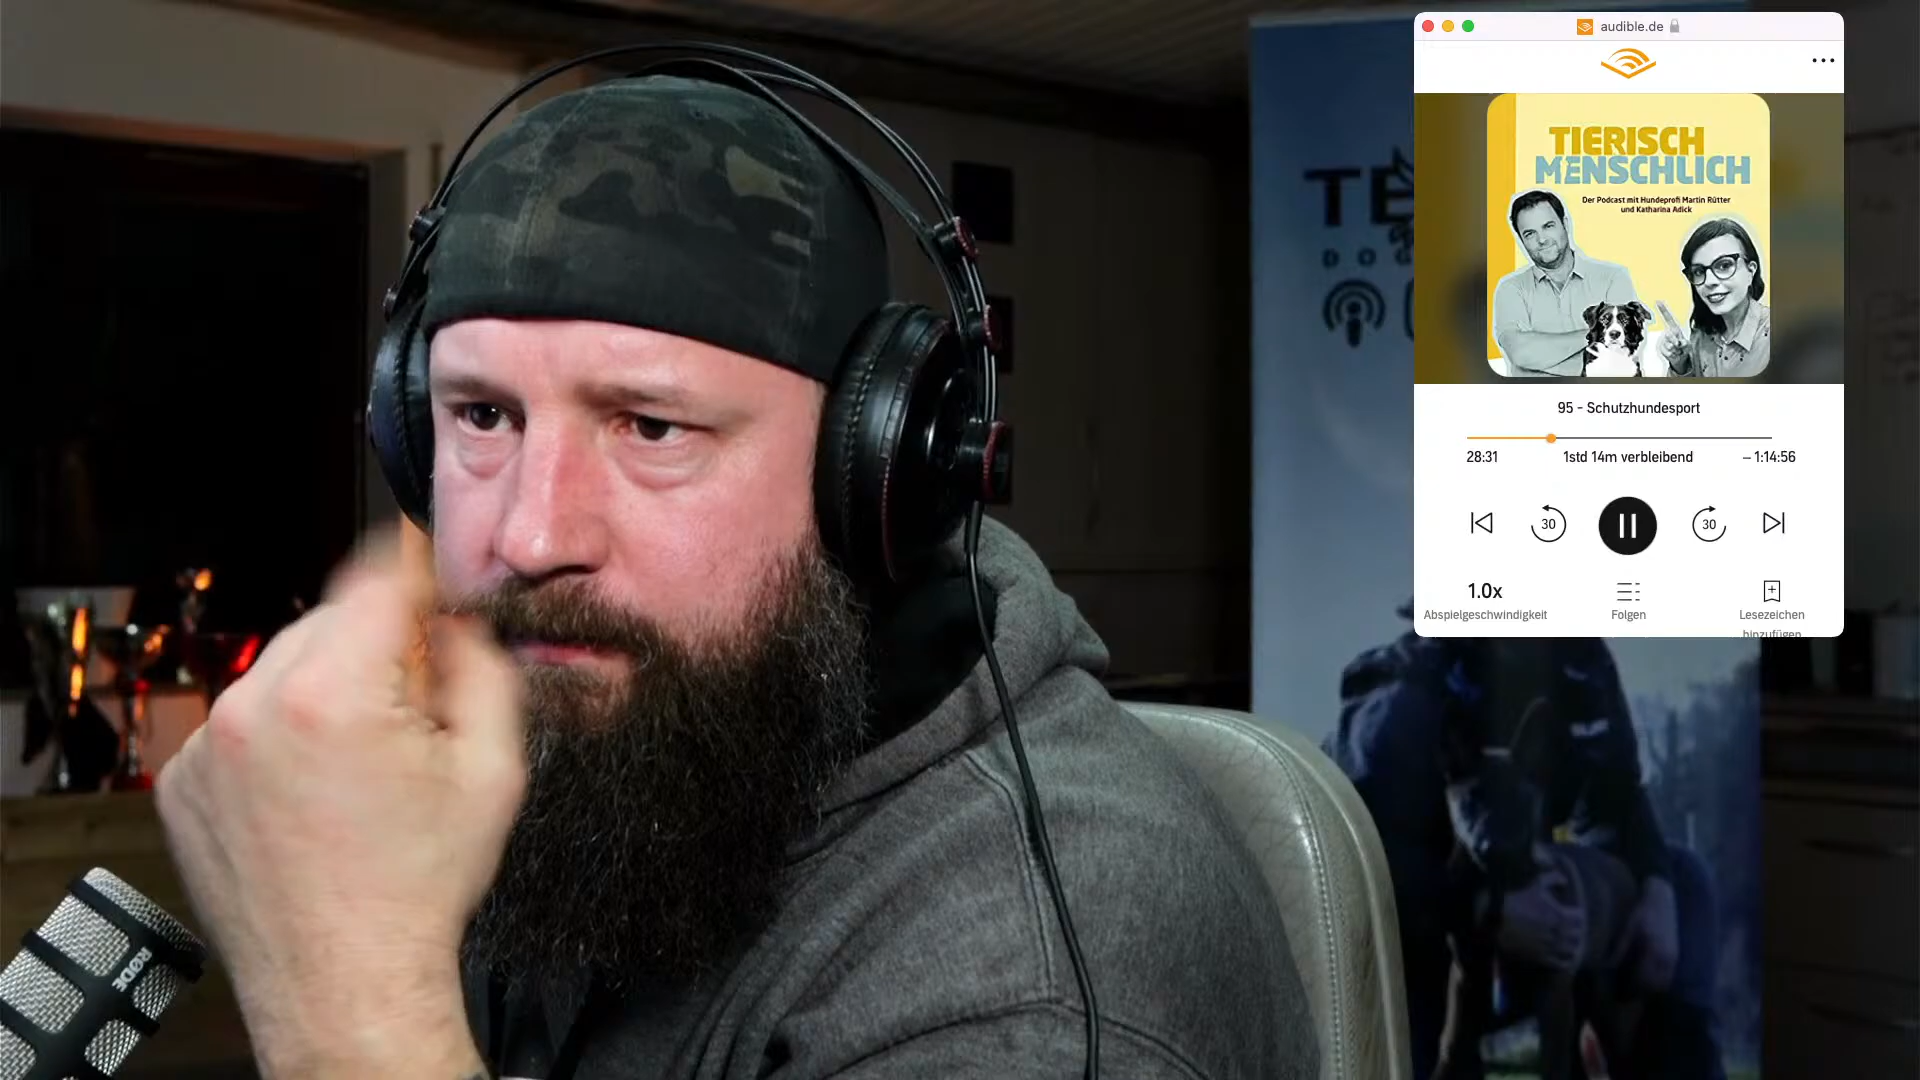 audible.de
TIERISCH
MENSCHLICH
Der Podcast mit Hundeprofi Martin Rütter
und Katharina Adick
95 - Schutzhundesport
28:31
1std 14m verbleibend
– 1:14:56
30
30
1.0x
Abspielgeschwindigkeit
Folgen
Lesezeichen
hinzufügen
RØDE